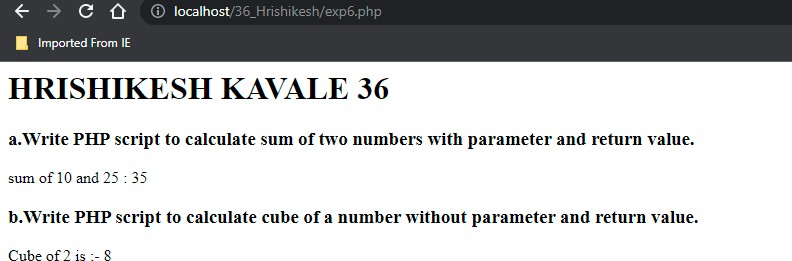 localhost/36_Hrishikesh/exp6.php
Imported From IE
HRISHIKESH KAVALE 36
a.Write PHP script to calculate sum of two numbers with parameter and return value.
sum of 10 and 25 : 35
b.Write PHP script to calculate cube of a number without parameter and return value.
Cube of 2 is :- 8